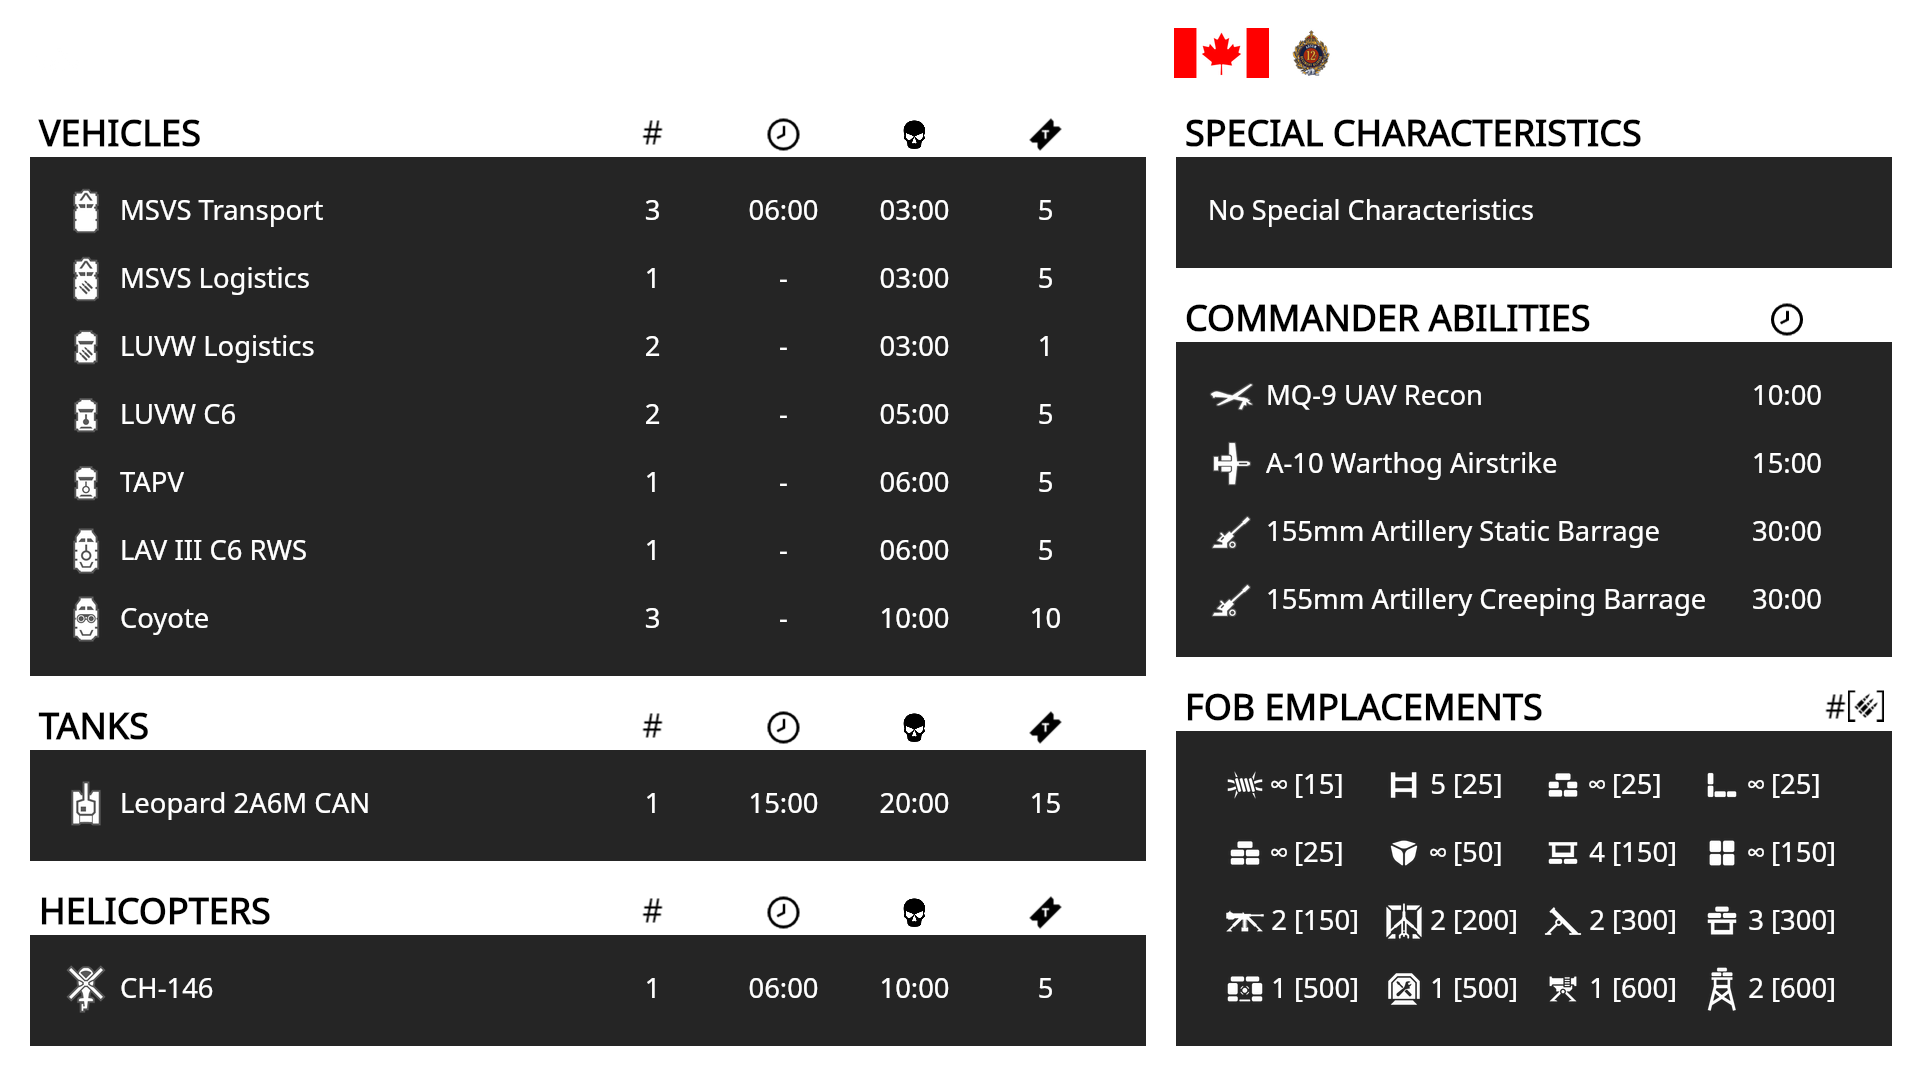 12
VEHICLES #
MSVS Transport 3 06:00 03:00 5
MSVS Logistics 1 - 03:00 5
LUVW Logistics 2 - 03:00 1
LUVW C6 2 - 05:00 5
TAPV 1 - 06:00 5
LAV III C6 RWS 1 - 06:00 5
Coyote 3 - 10:00 10
TANKS #
Leopard 2A6M CAN 1 15:00 20:00 15
HELICOPTERS #
CH-146 1 06:00 10:00 5
SPECIAL CHARACTERISTICS
No Special Characteristics
COMMANDER ABILITIES
MQ-9 UAV Recon 10:00
A-10 Warthog Airstrike 15:00
155mm Artillery Static Barrage 30:00
155mm Artillery Creeping Barrage 30:00
FOB EMPLACEMENTS #[]
∞ [15] 5 [25] ∞ [25] ∞ [25]
∞ [25] ∞ [50] 4 [150] ∞ [150]
2 [150] 2 [200] 2 [300] 3 [300]
1 [500] 1 [500] 1 [600] 2 [600]